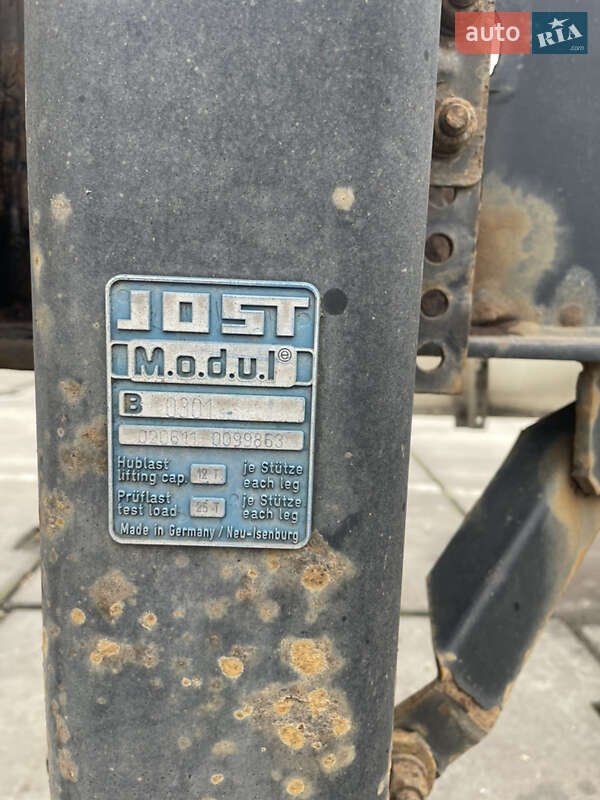 auto RIA .com
JOST
M.o.d.u.l e
B 0301
020611 0099863
Hublast
lifting cap. 12 T je Stütze
each leg
Prüflast
test load 25 T je Stütze
each leg
Made in Germany / Neu-Isenburg